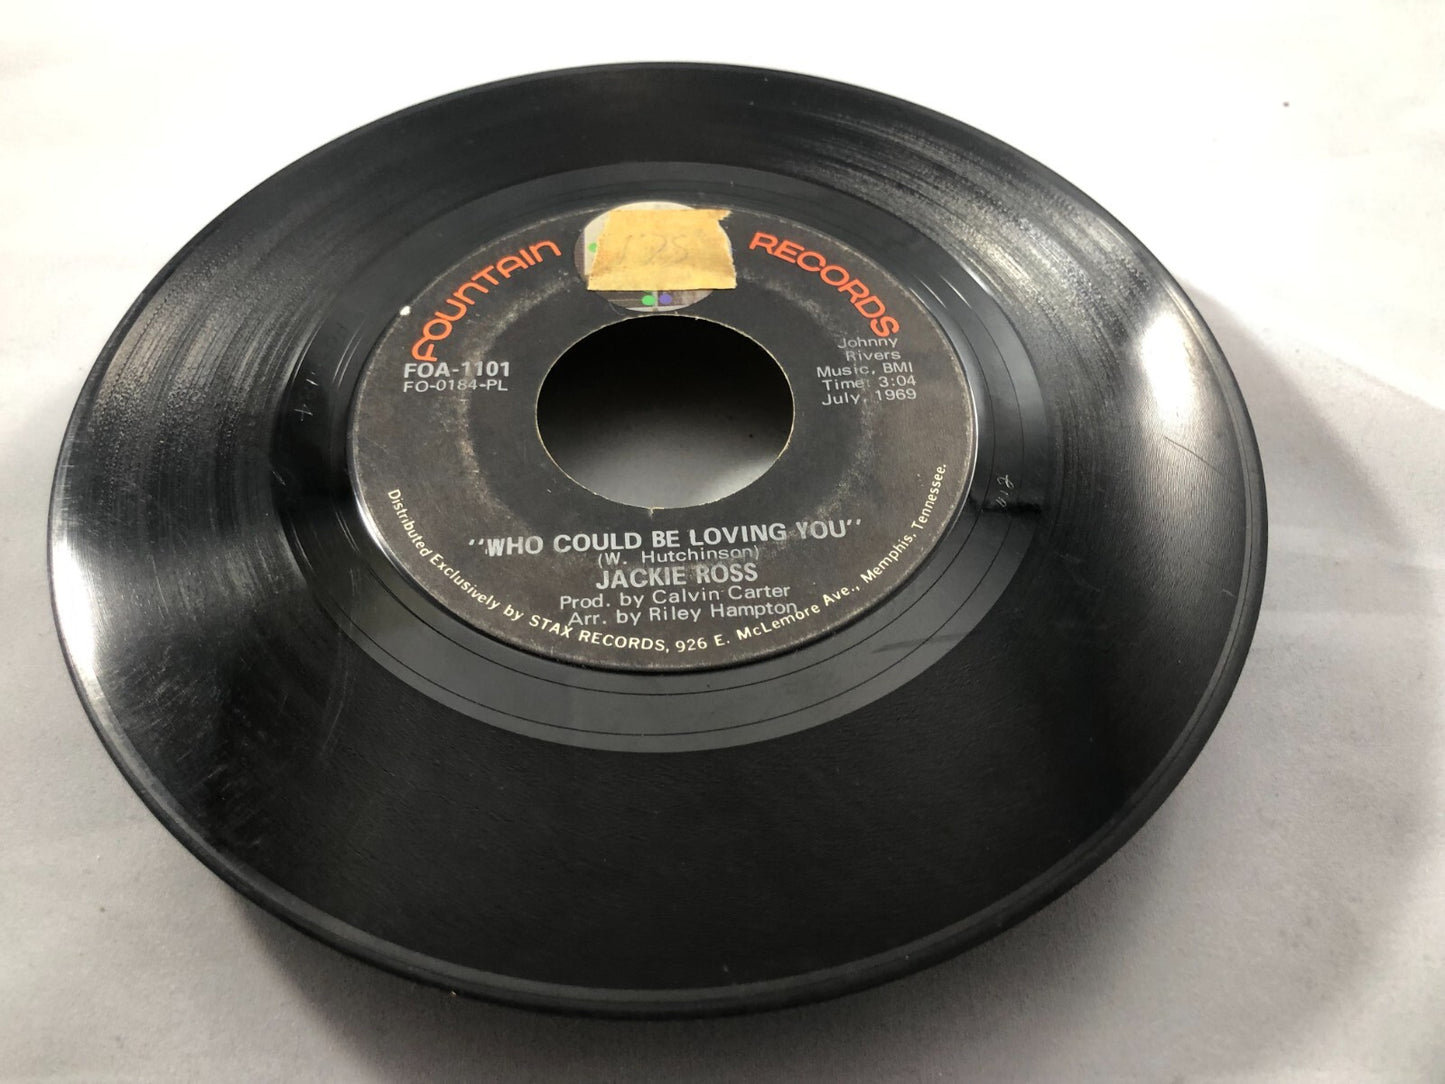 FOUNTAIN RECORDS
FOA-1101
FO-0184-PL
Johnny
Rivers
Music, BMI
Time: 3:04
July, 1969
"WHO COULD BE LOVING YOU"
(W. Hutchinson)
JACKIE ROSS
Prod. by Calvin Carter
Arr. by Riley Hampton
Distributed Exclusively by STAX RECORDS, 926 E. McLemore Ave., Memphis, Tennessee.